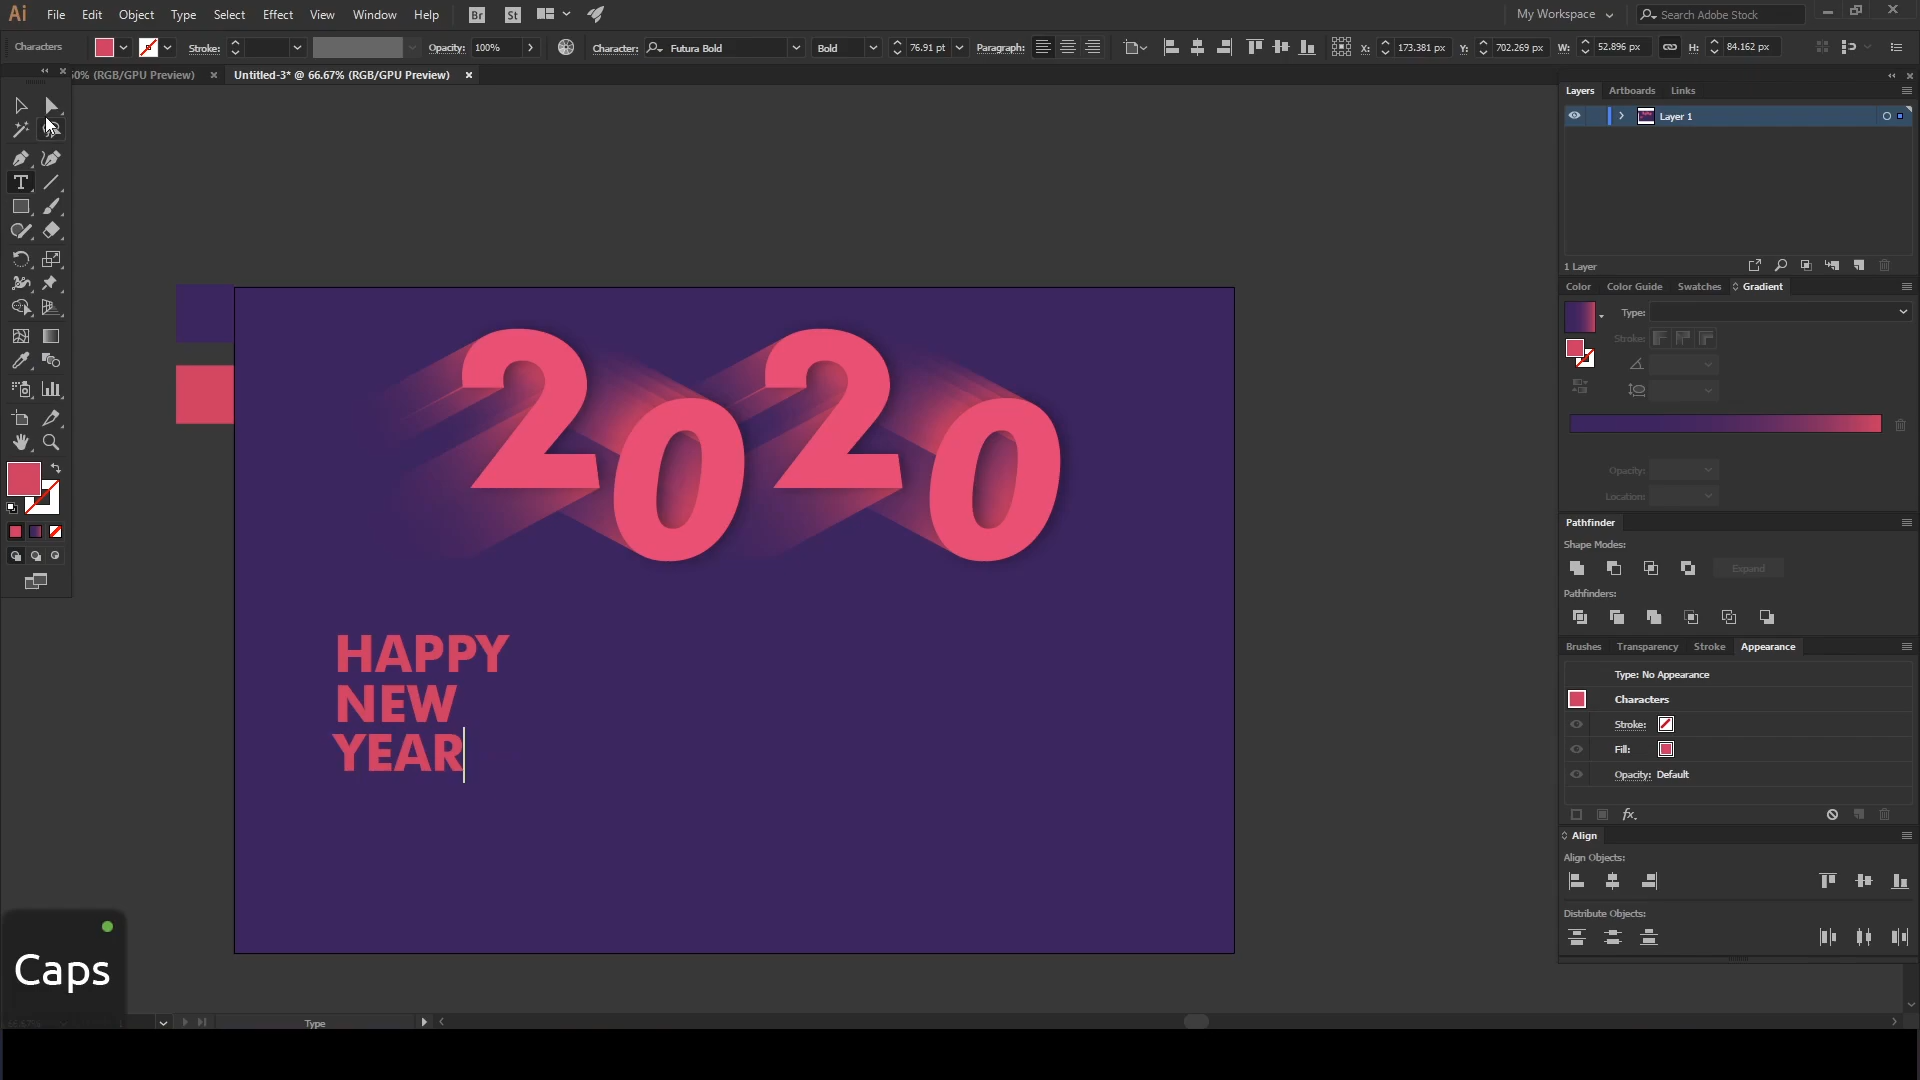 Ai File Edit Object Type Select Effect View Window Help Br St My Workspace Search Adobe Stock
Characters Stroke: Opacity: 100% Character: Futura Bold Bold 76.91 pt Paragraph: X: 173.381 px Y: 702.269 px W: 52.896 px H: 84.162 px
60% (RGB/GPU Preview) × Untitled-3* @ 66.67% (RGB/GPU Preview) ×
Layers Artboards Links
Layer 1
1 Layer
Color Color Guide Swatches Gradient
Type:
Stroke:
Opacity:
Location:
Pathfinder
Shape Modes:
Expand
Pathfinders:
Brushes Transparency Stroke Appearance
Type: No Appearance
Characters
Stroke:
Fill:
Opacity: Default
fx.
Align
Align Objects:
Distribute Objects:
T
2020
HAPPY
NEW
YEAR
Caps
Type